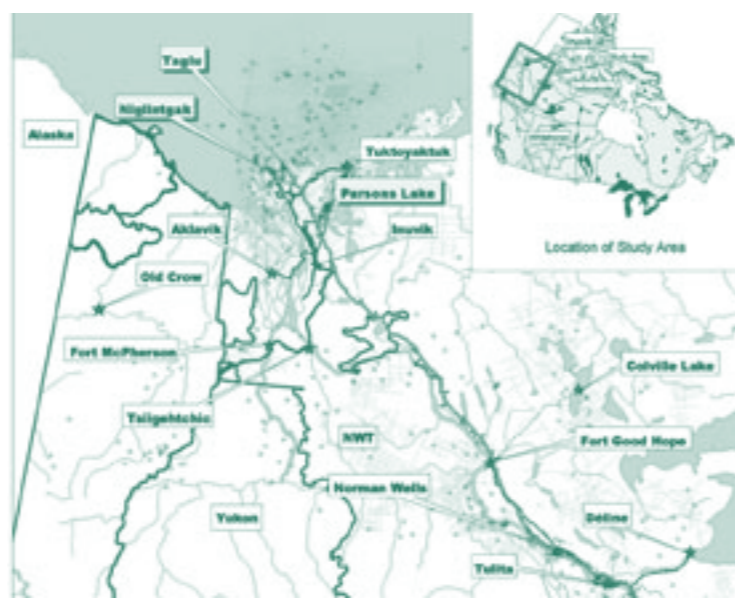 Taglu
Niglintgak
Alaska
Tuktoyaktuk
Parsons Lake
Aklavik
Inuvik
Location of Study Area
Old Crow
Fort McPherson
Colville Lake
Tsiigehtchic
NWT
Fort Good Hope
Norman Wells
Yukon
Déline
Tulita